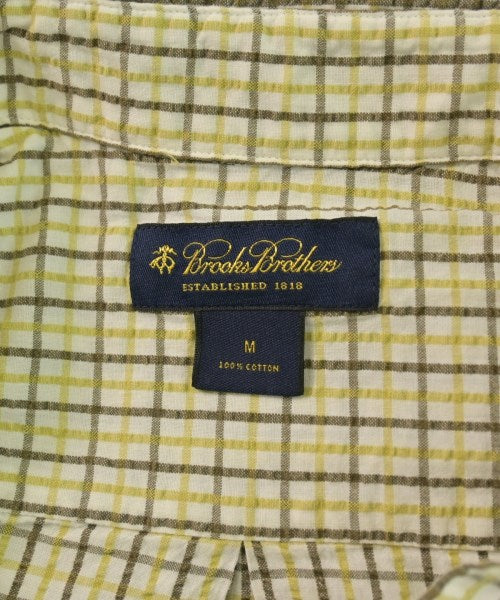 Brooks Brothers
ESTABLISHED 1818
M
100% COTTON